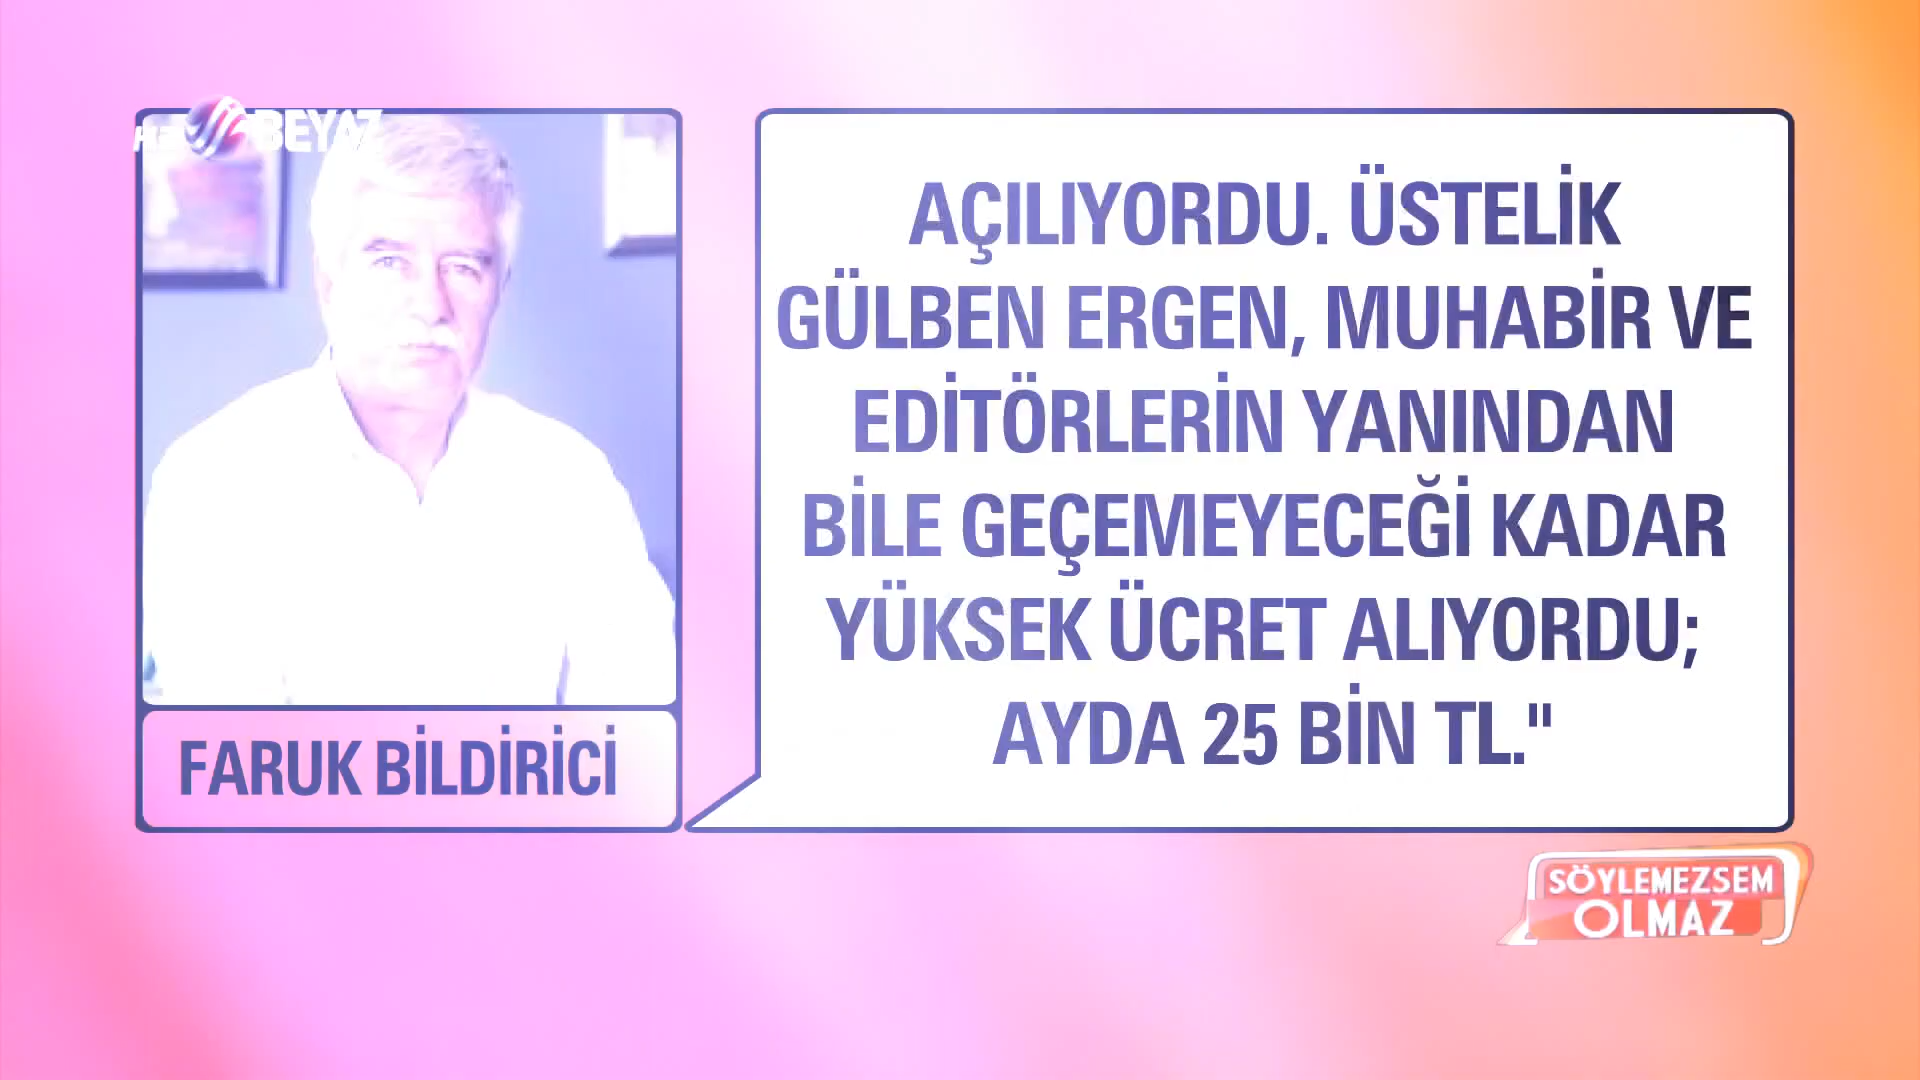 BEYAZ
AÇILIYORDU. ÜSTELİK
GÜLBEN ERGEN, MUHABİR VE
EDİTÖRLERİN YANINDAN
BİLE GEÇEMEYECEĞİ KADAR
YÜKSEK ÜCRET ALIYORDU;
AYDA 25 BİN TL."
FARUK BİLDİRİCİ
SÖYLEMEZSEM
OLMAZ